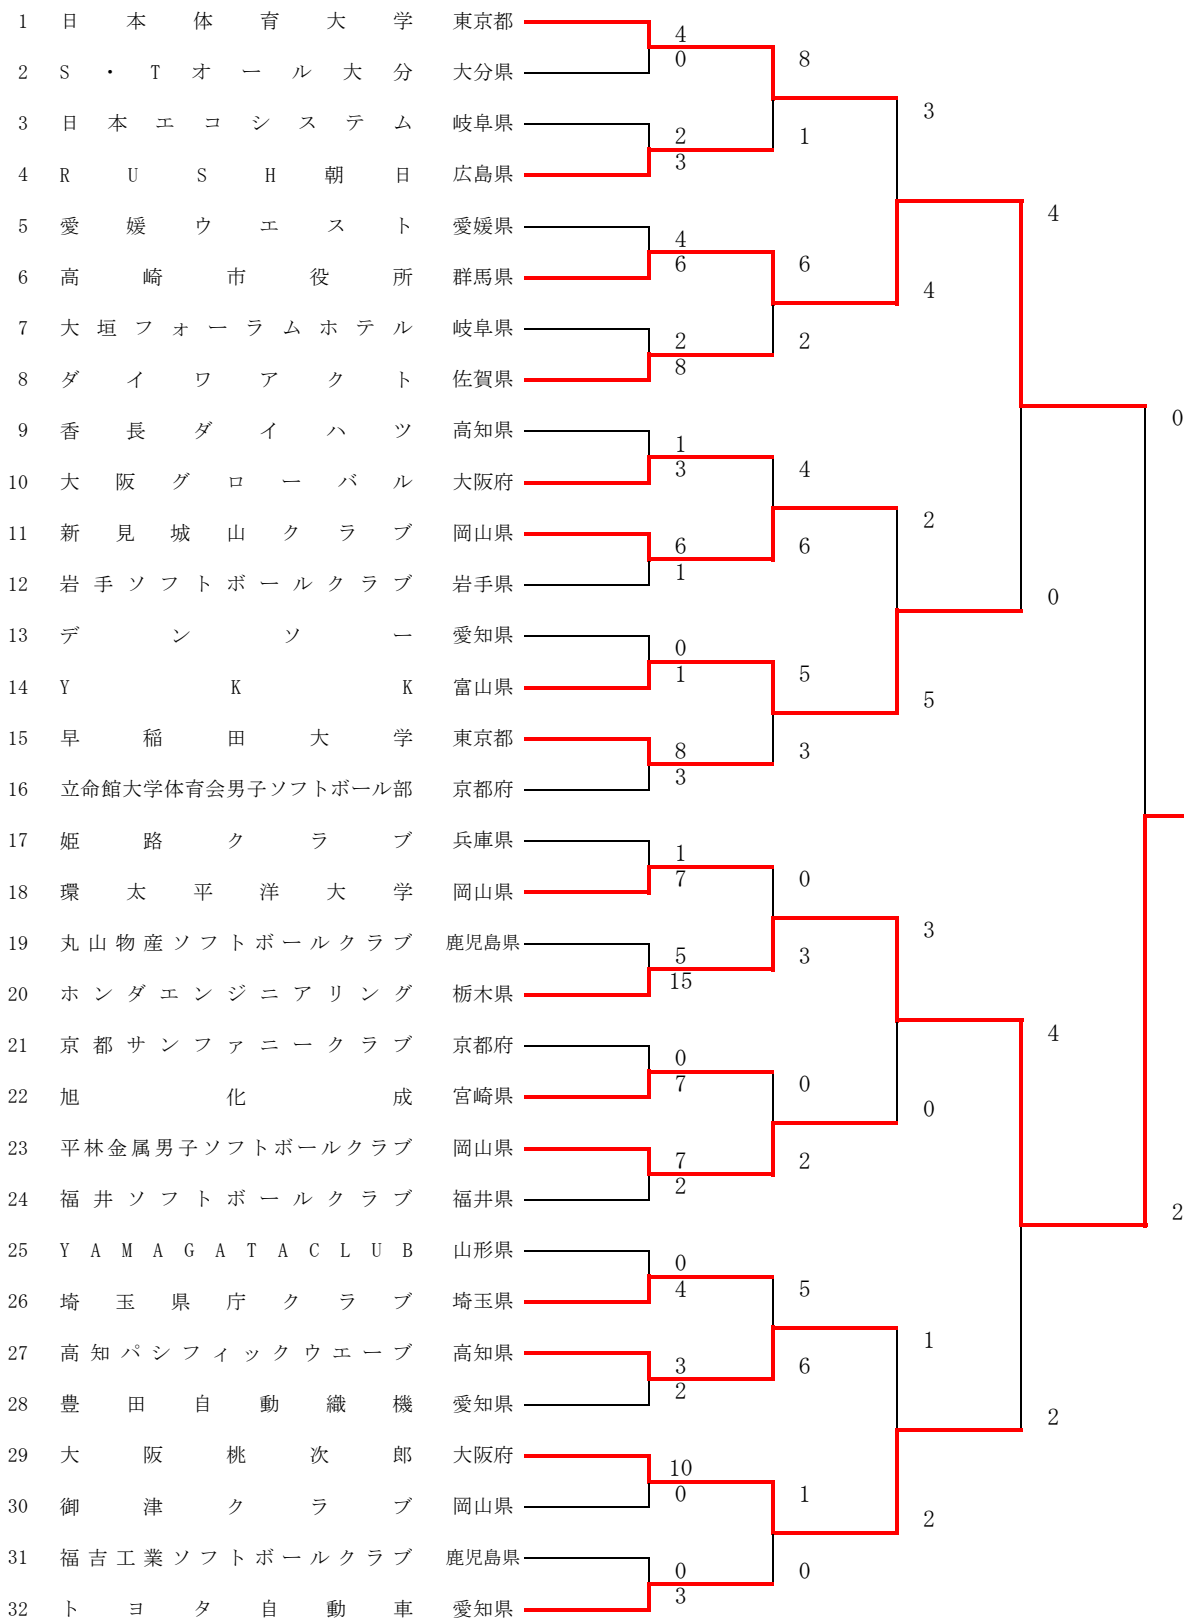 1 日本体育大学 東京都
4
0
8
2 S・Tオール大分 大分県
3
3 日本エコシステム 岐阜県
2
3
1
4 RUSH朝日 広島県
4
5 愛媛ウエスト 愛媛県
4
6
6
6 高崎市役所 群馬県
4
7 大垣フォーラムホテル 岐阜県
2
8
2
8 ダイワアクト 佐賀県
0
9 香長ダイハツ 高知県
1
3
4
10 大阪グローバル 大阪府
2
11 新見城山クラブ 岡山県
6
1
6
12 岩手ソフトボールクラブ 岩手県
0
13 デンソー 愛知県
0
1
5
14 YKK 富山県
5
15 早稲田大学 東京都
8
3
3
16 立命館大学体育会男子ソフトボール部 京都府
17 姫路クラブ 兵庫県
1
7
0
18 環太平洋大学 岡山県
3
19 丸山物産ソフトボールクラブ 鹿児島県
5
15
3
20 ホンダエンジニアリング 栃木県
4
21 京都サンファニークラブ 京都府
0
7
0
22 旭化成 宮崎県
0
23 平林金属男子ソフトボールクラブ 岡山県
7
2
2
24 福井ソフトボールクラブ 福井県
2
25 YAMAGATACLUB 山形県
0
4
5
26 埼玉県庁クラブ 埼玉県
1
27 高知パシフィックウエーブ 高知県
3
2
6
28 豊田自動織機 愛知県
2
29 大阪桃次郎 大阪府
10
0
1
30 御津クラブ 岡山県
2
31 福吉工業ソフトボールクラブ 鹿児島県
0
3
0
32 トヨタ自動車 愛知県